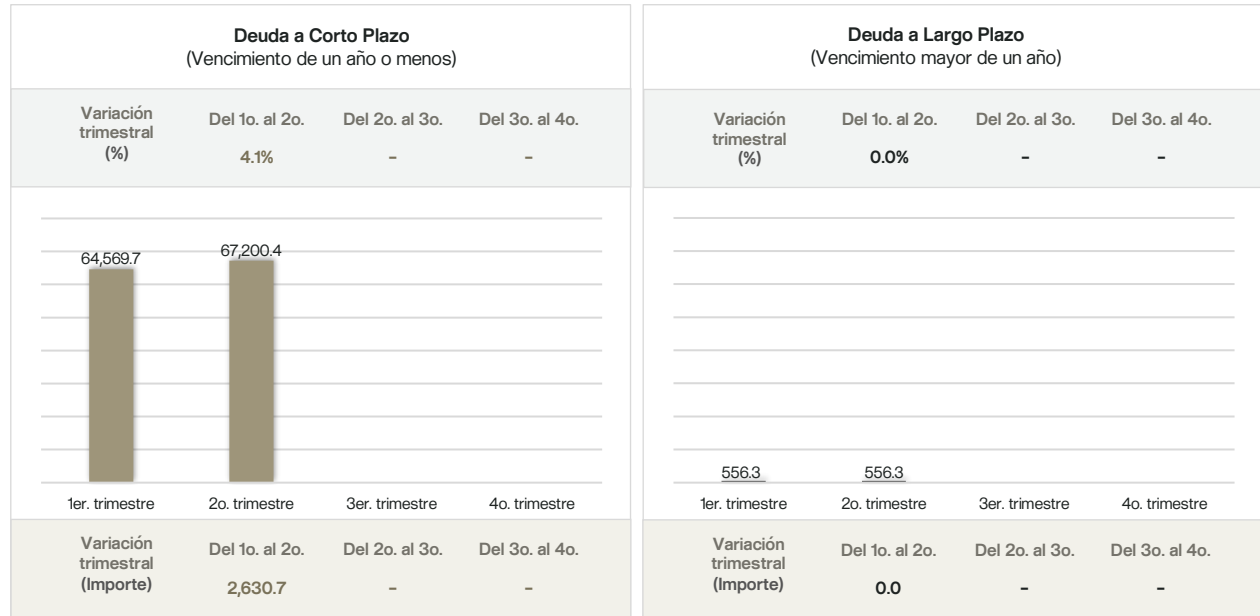 Deuda a Corto Plazo
(Vencimiento de un año o menos)
Variación
trimestral
(%)
Del 1o. al 2o.
Del 2o. al 3o.
Del 3o. al 4o.
4.1%
–
–
64,569.7
67,200.4
1er. trimestre
2o. trimestre
3er. trimestre
4o. trimestre
Variación
trimestral
(Importe)
Del 1o. al 2o.
Del 2o. al 3o.
Del 3o. al 4o.
2,630.7
–
–
Deuda a Largo Plazo
(Vencimiento mayor de un año)
Variación
trimestral
(%)
Del 1o. al 2o.
Del 2o. al 3o.
Del 3o. al 4o.
0.0%
–
–
556.3
556.3
1er. trimestre
2o. trimestre
3er. trimestre
4o. trimestre
Variación
trimestral
(Importe)
Del 1o. al 2o.
Del 2o. al 3o.
Del 3o. al 4o.
0.0
–
–